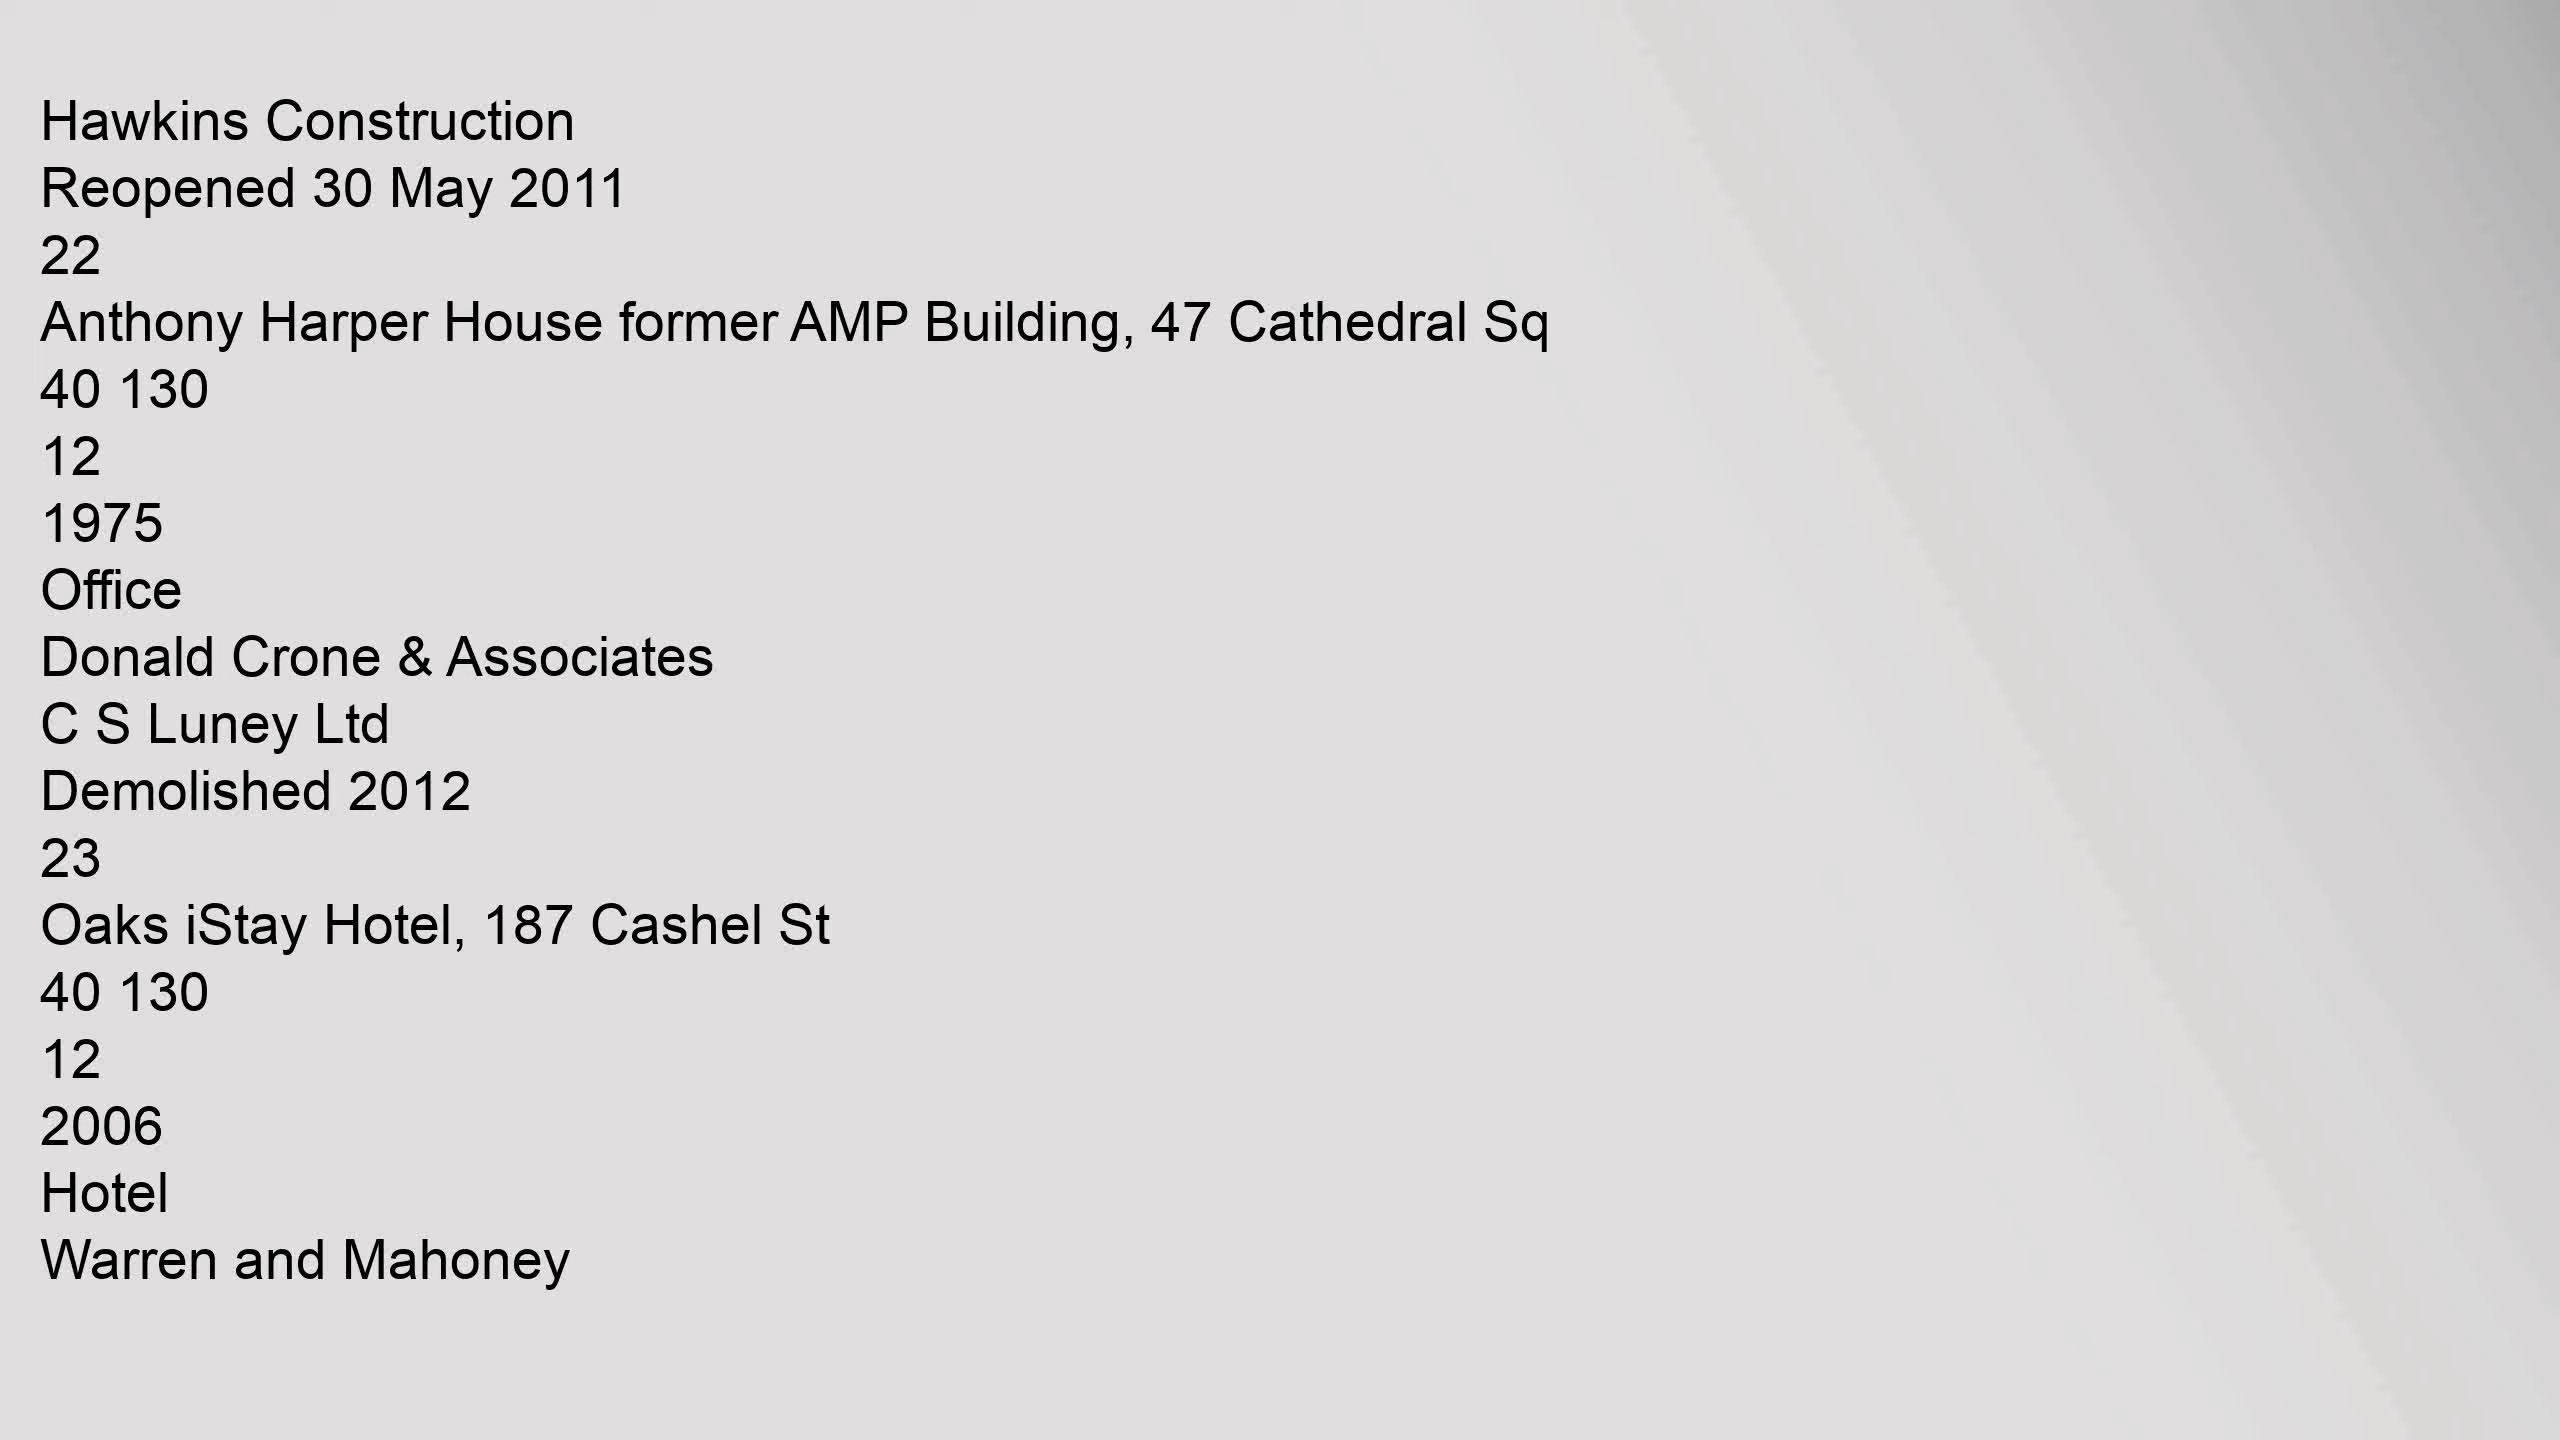 Hawkins Construction
Reopened 30 May 2011
22
Anthony Harper House former AMP Building, 47 Cathedral Sq
40 130
12
1975
Office
Donald Crone & Associates
C S Luney Ltd
Demolished 2012
23
Oaks iStay Hotel, 187 Cashel St
40 130
12
2006
Hotel
Warren and Mahoney